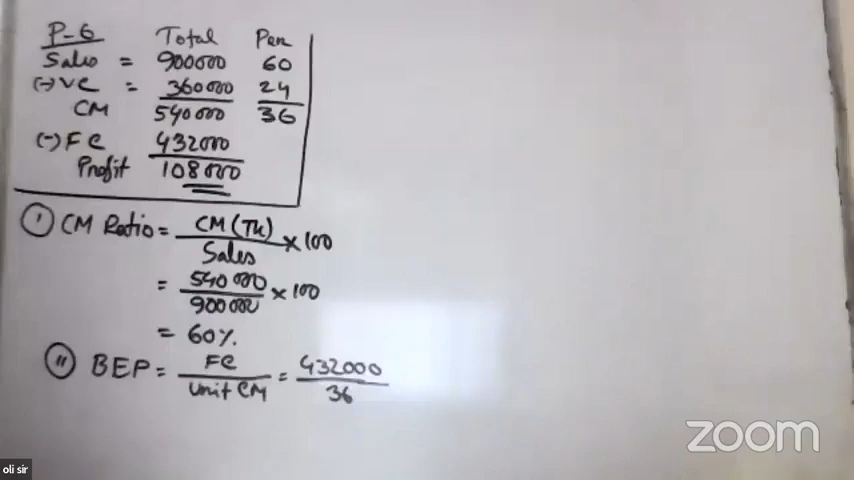 P-6 Total Per
Sales = 900000 60
(-) VC = 360000 24
CM 540000 36
(-) FC 432000
Profit 108000
(i) CM Ratio = CM (Tk) / Sales × 100
= 540000 / 900000 × 100
= 60%.
(ii) BEP = FC / Unit CM = 432000 / 36
zoom
oli sir